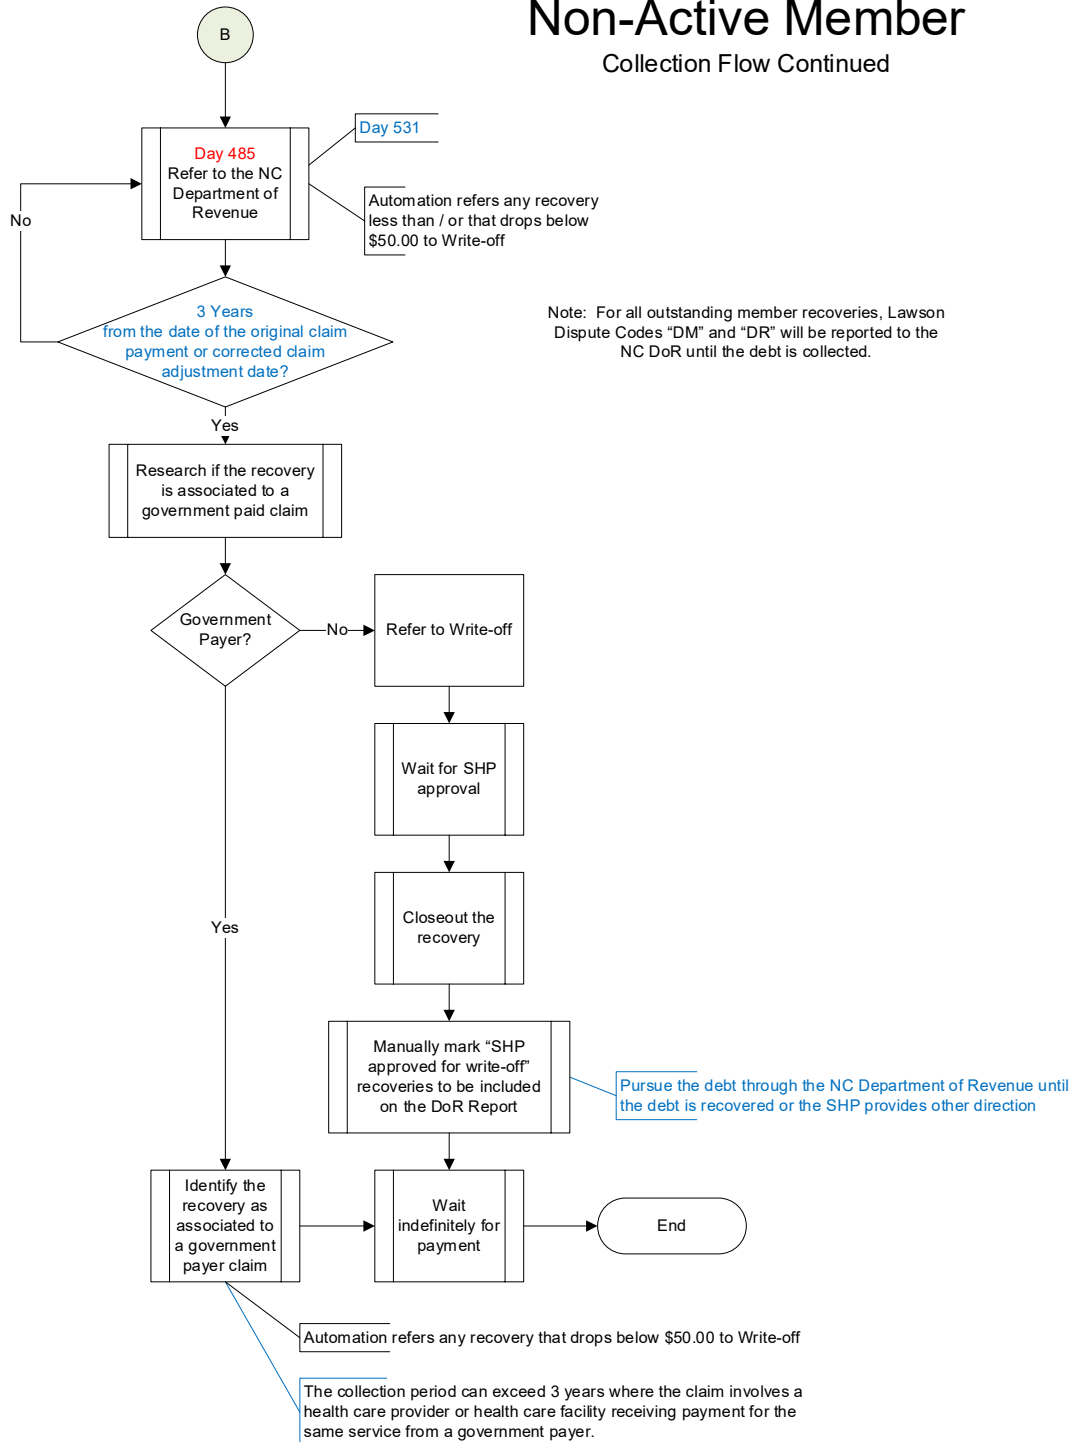 Non-Active Member
Collection Flow Continued
B
Day 485
Refer to the NC
Department of
Revenue
Day 531
Automation refers any recovery
less than / or that drops below
$50.00 to Write-off
No
3 Years
from the date of the original claim
payment or corrected claim
adjustment date?
Note:  For all outstanding member recoveries, Lawson
Dispute Codes “DM” and “DR” will be reported to the
NC DoR until the debt is collected.
Yes
Research if the recovery
is associated to a
government paid claim
Government
Payer?
No
Refer to Write-off
Wait for SHP
approval
Closeout the
recovery
Yes
Manually mark “SHP
approved for write-off”
recoveries to be included
on the DoR Report
Pursue the debt through the NC Department of Revenue until
the debt is recovered or the SHP provides other direction
Identify the
recovery as
associated to
a government
payer claim
Wait
indefinitely for
payment
End
Automation refers any recovery that drops below $50.00 to Write-off
The collection period can exceed 3 years where the claim involves a
health care provider or health care facility receiving payment for the
same service from a government payer.